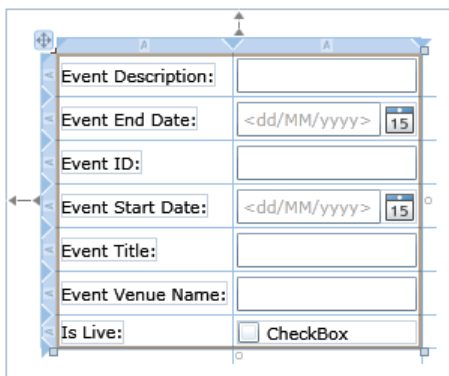 A A
Event Description:
Event End Date: <dd/MM/yyyy> 15
Event ID:
Event Start Date: <dd/MM/yyyy> 15
Event Title:
Event Venue Name:
Is Live: CheckBox